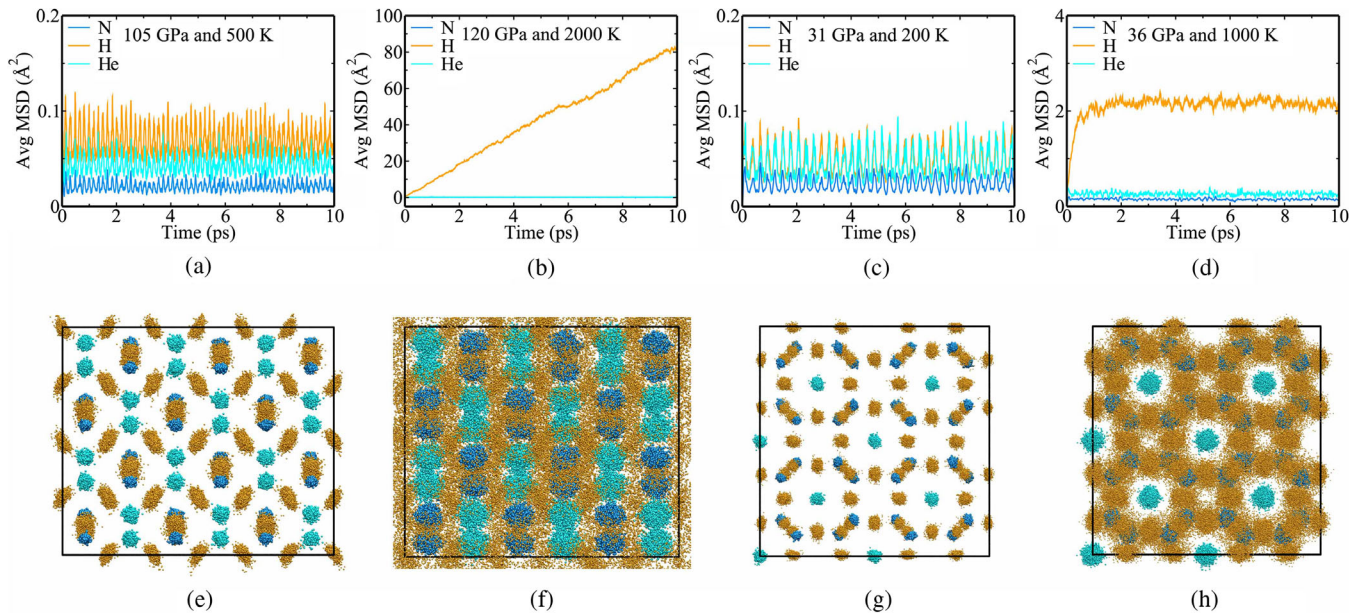 0.2
N
105 GPa and 500 K
H
He
0.1
0
Avg MSD (Å²)
0 2 4 6 8 10
Time (ps)
(a)
100
N
120 GPa and 2000 K
H
80
He
60
40
20
0
Avg MSD (Å²)
0 2 4 6 8 10
Time (ps)
(b)
0.2
N
31 GPa and 200 K
H
He
0.1
0
Avg MSD (Å²)
0 2 4 6 8 10
Time (ps)
(c)
4
N
36 GPa and 1000 K
H
He
2
0
Avg MSD (Å²)
0 2 4 6 8 10
Time (ps)
(d)
(e)
(f)
(g)
(h)